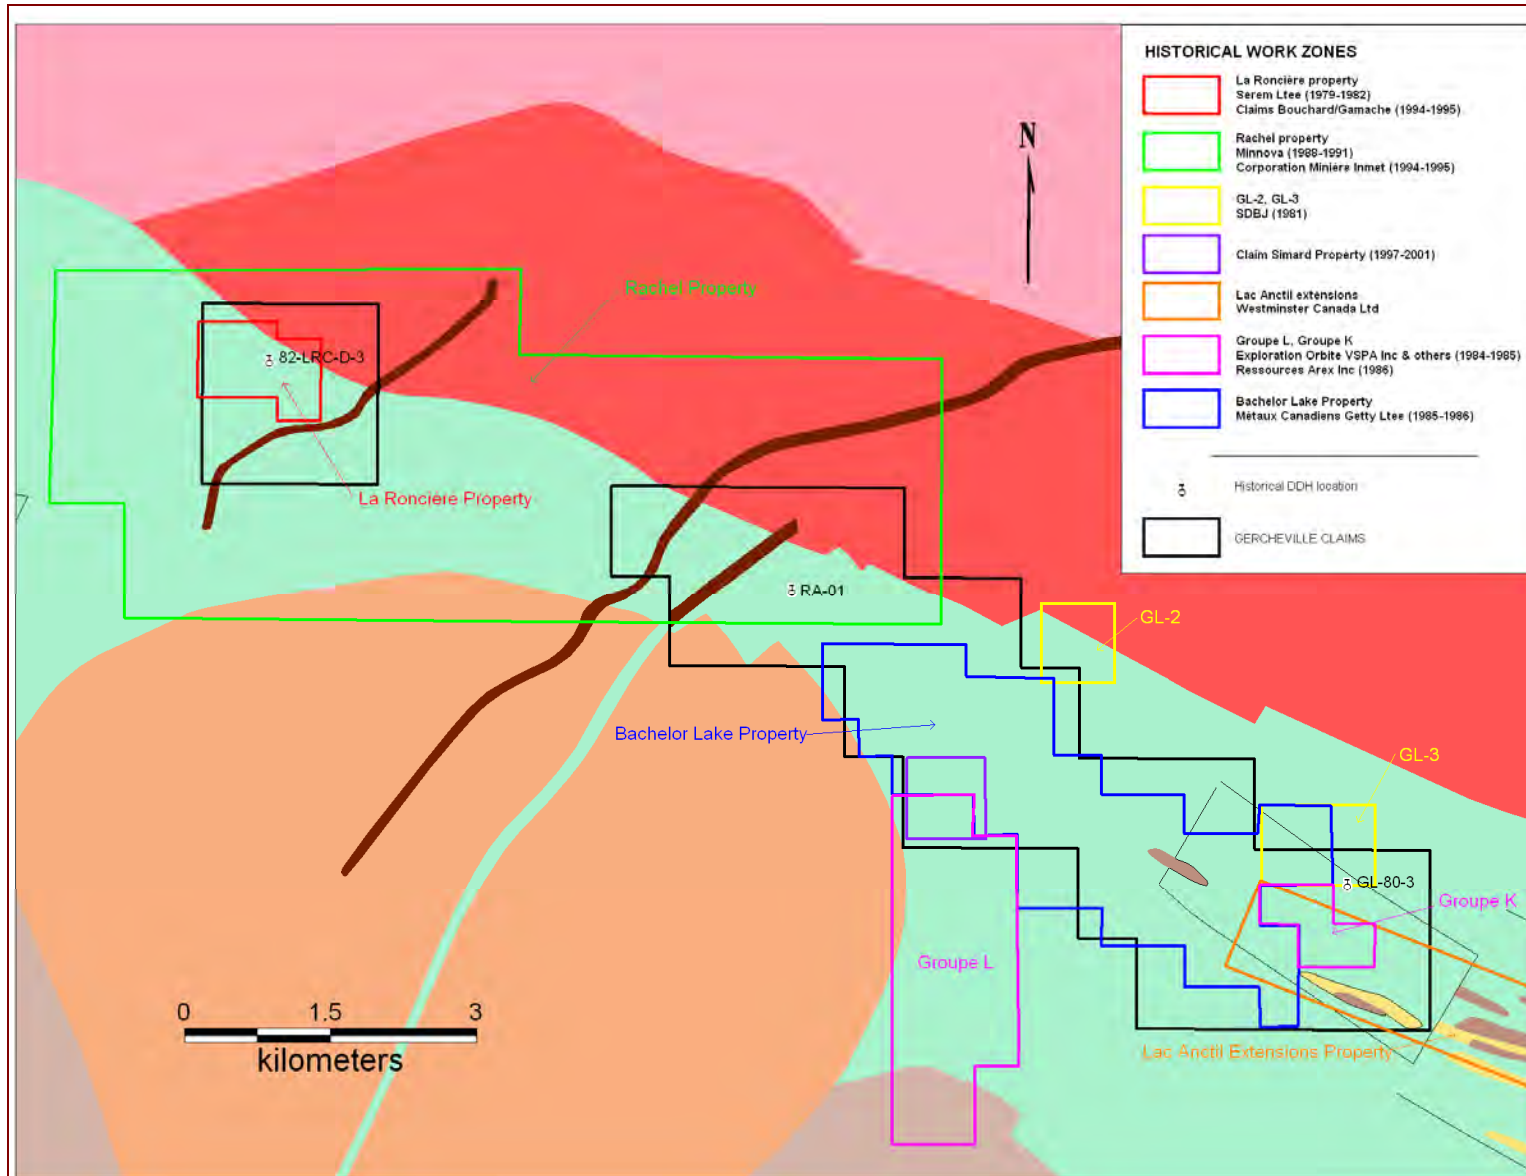 HISTORICAL WORK ZONES
La Roncière property
Serem Ltee (1979-1982)
Claims Bouchard/Gamache (1994-1995)
Rachel property
Minnova (1988-1991)
Corporation Minière Inmet (1994-1995)
GL-2, GL-3
SDBJ (1981)
Claim Simard Property (1997-2001)
Lac Anctil extensions
Westminster Canada Ltd
Groupe L, Groupe K
Exploration Orbite VSPA Inc & others (1984-1985)
Ressources Arex Inc (1986)
Bachelor Lake Property
Métaux Canadiens Getty Ltee (1985-1986)
Historical DDH location
GERCHEVILLE CLAIMS
N
Rachel Property
82-LRC-D-3
La Roncière Property
RA-01
GL-2
Bachelor Lake Property
GL-3
GL-80-3
Groupe K
Groupe L
0 1.5 3
kilometers
Lac Anctil Extensions Property